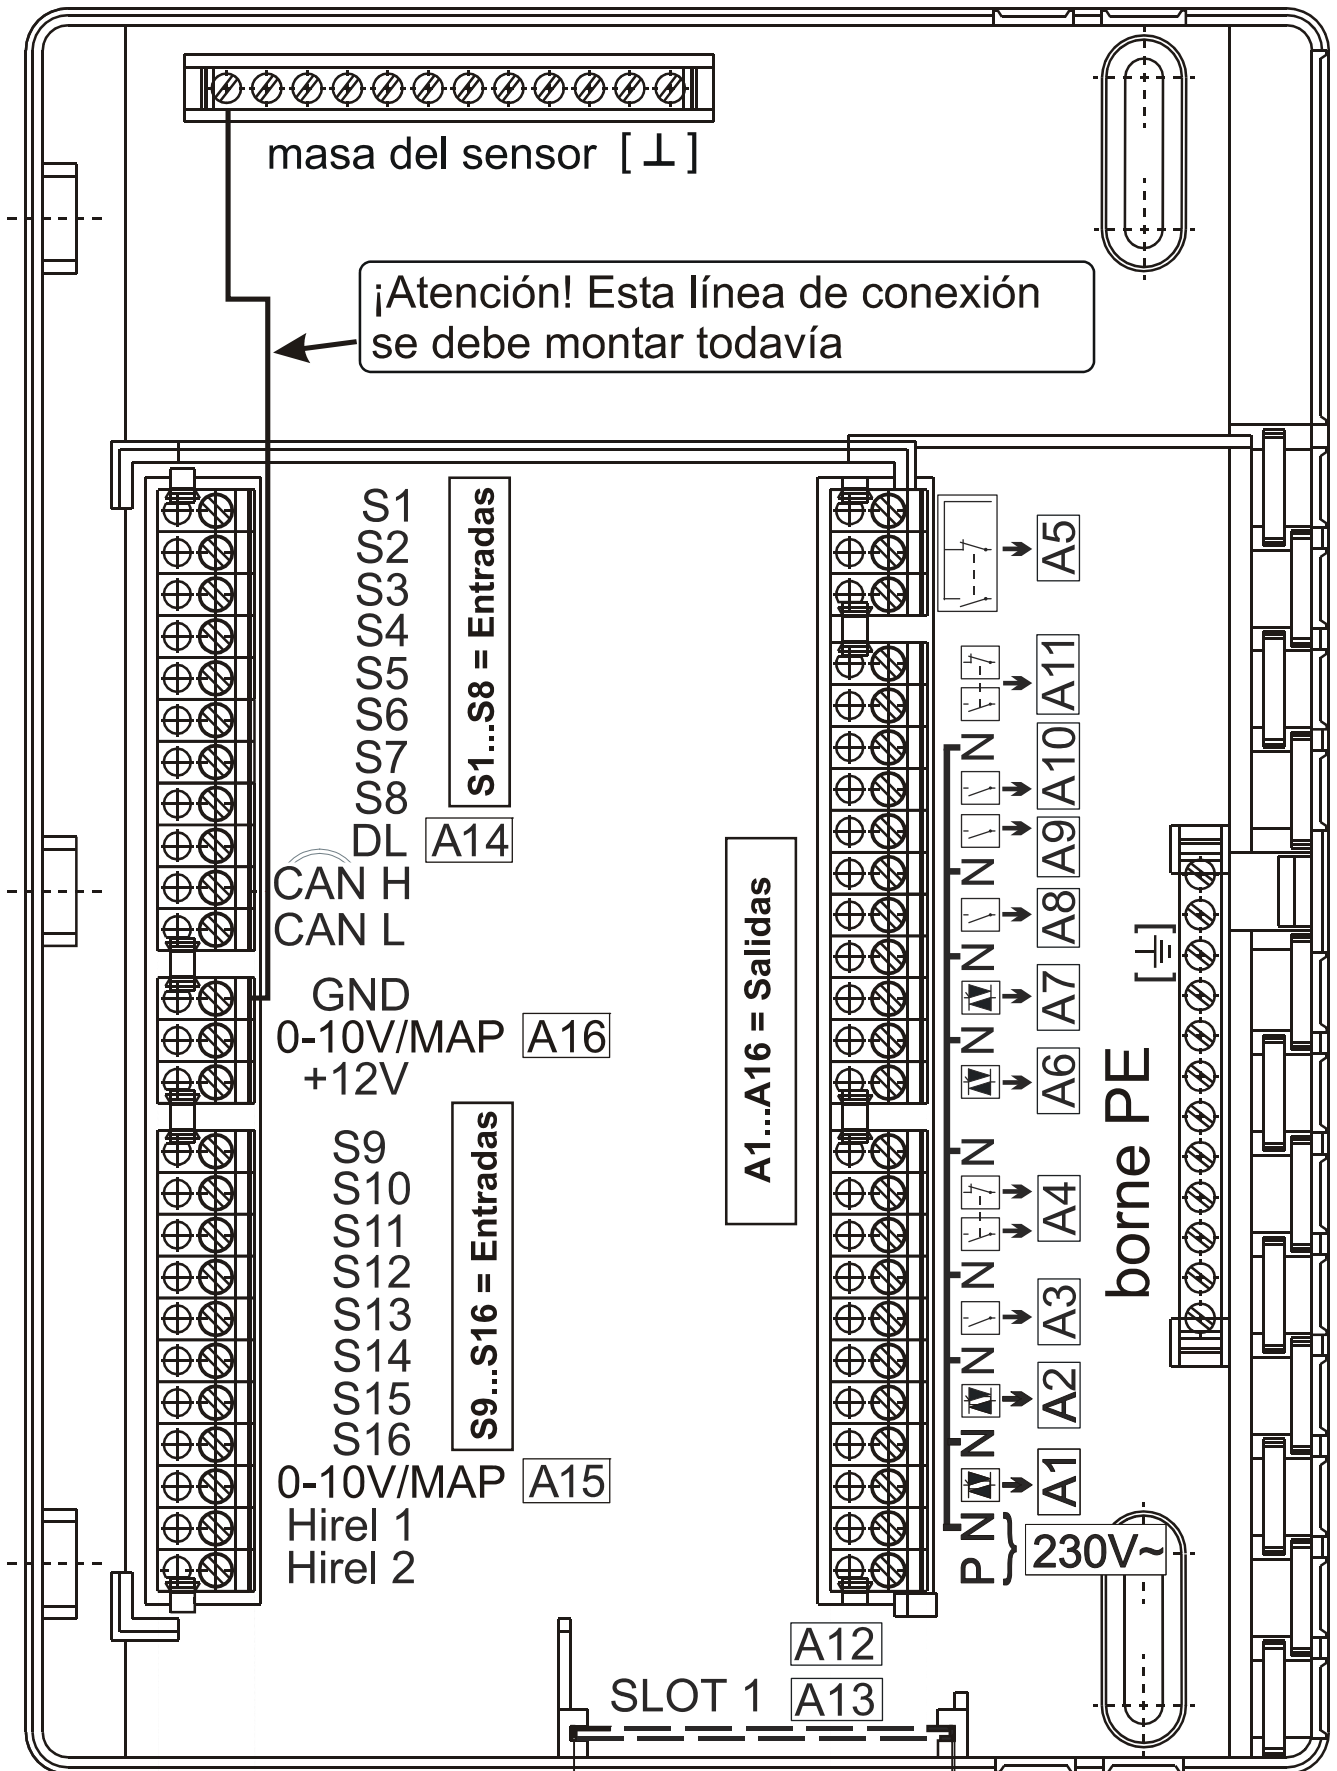 masa del sensor [⊥]
¡Atención! Esta línea de conexión
se debe montar todavía
S1
S2
S3
S4
S5
S6
S7
S8
DL A14
CAN H
CAN L
GND
0-10V/MAP A16
+12V
S9
S10
S11
S12
S13
S14
S15
S16
0-10V/MAP A15
Hirel 1
Hirel 2
S1...S8 = Entradas
S9...S16 = Entradas
A1...A16 = Salidas
A5
A11
N
A10
A9
N
A8
N
A7
N
A6
N
A4
N
A3
N
A2
N
A1
P N } 230V~
[⏚]
borne PE
A12
SLOT 1 A13